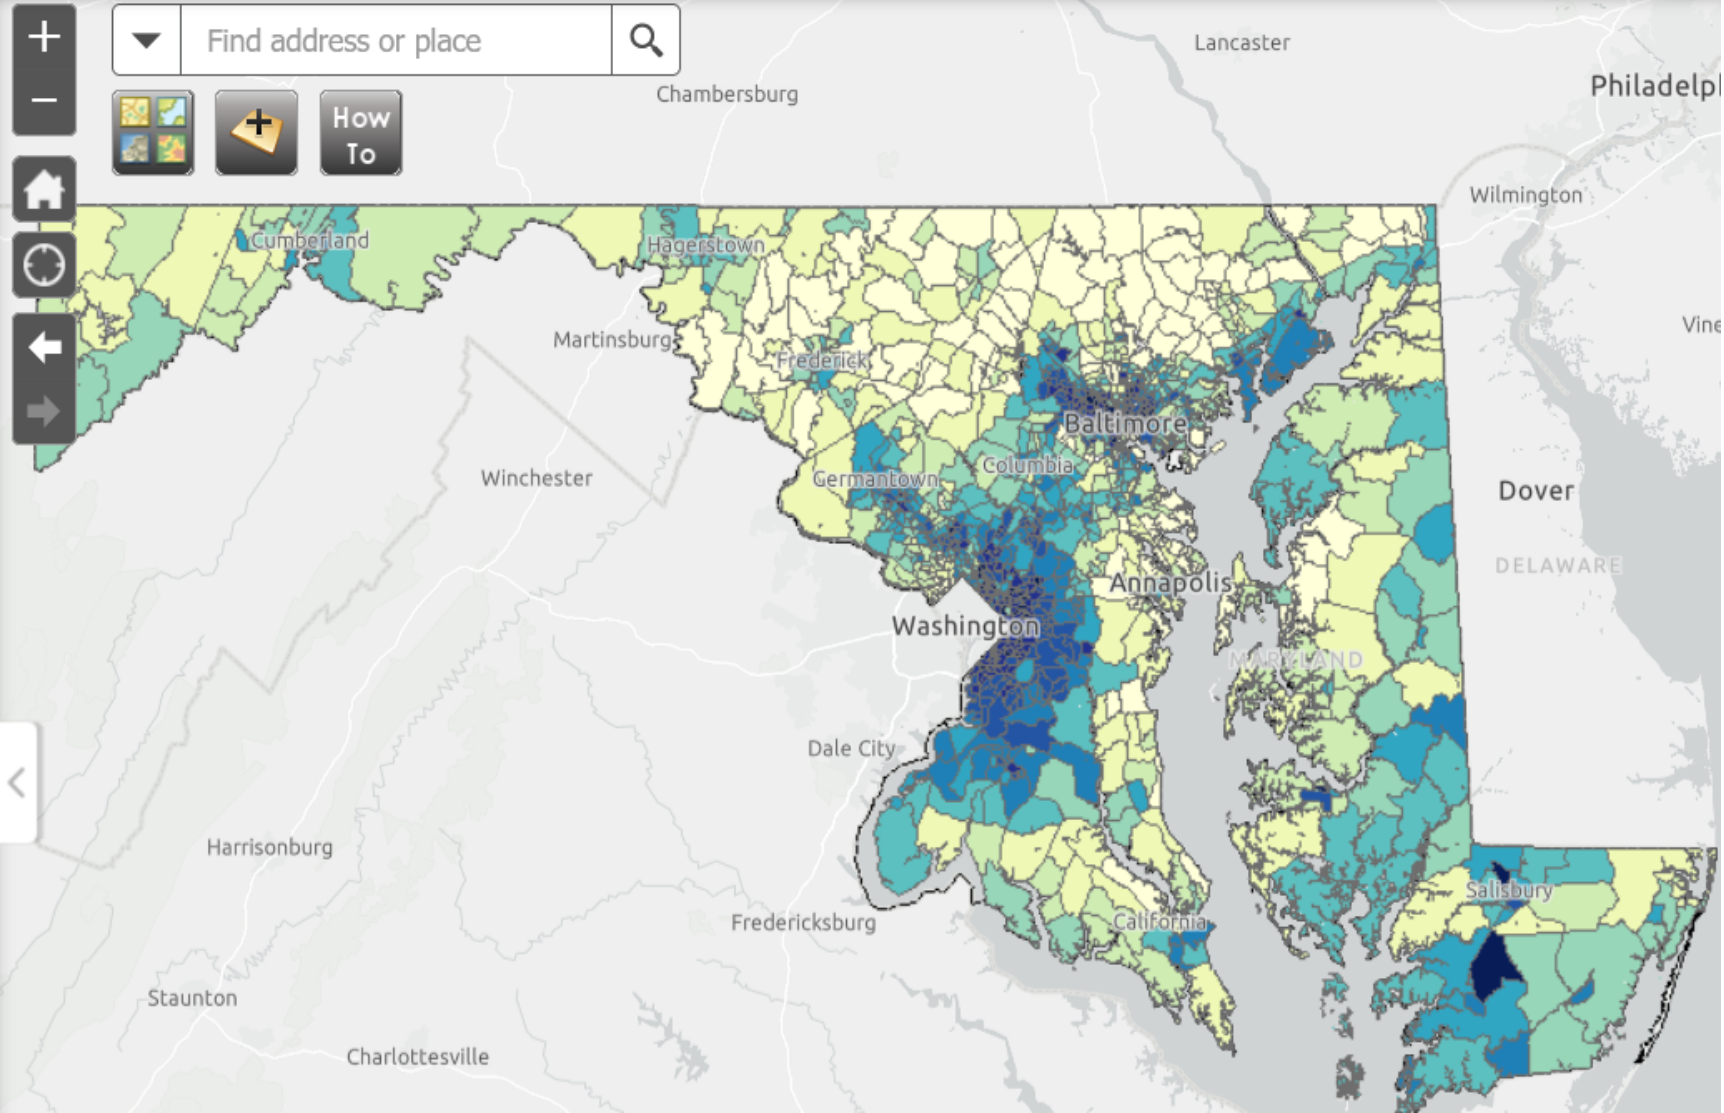 +
Find address or place
−
How
To
Lancaster
Philadelp
Chambersburg
Wilmington
Cumberland
Hagerstown
Vine
Martinsburg
Frederick
Baltimore
Columbia
Germantown
Winchester
Dover
DELAWARE
Annapolis
Washington
MARYLAND
Dale City
Harrisonburg
Salisbury
Fredericksburg
California
Staunton
Charlottesville